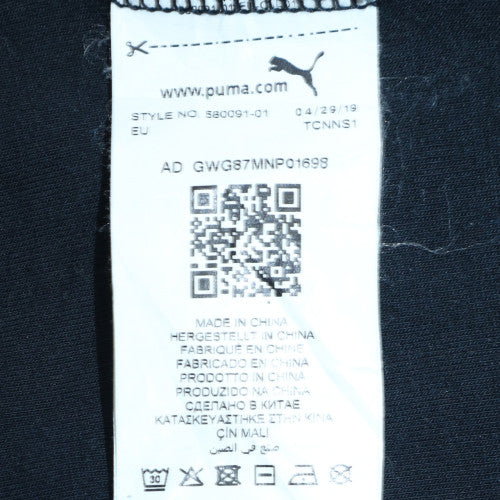 www.puma.com
STYLE NO. 580091-01 04/29/19
EU TCNNS1
AD GWG87MNP01698
MADE IN CHINA
HERGESTELLT IN CHINA
FABRIQUÉ EN CHINE
FABRICADO EN CHINA
PRODOTTO IN CHINA
PRODUZIDO NA CHINA
СДЕЛАНО В КИТАЕ
ΚΑΤΑΣΚΕΥΑΣΤΗΚΕ ΣΤΗΝ ΚΙΝΑ
ÇİN MALI
صنع في الصين
30